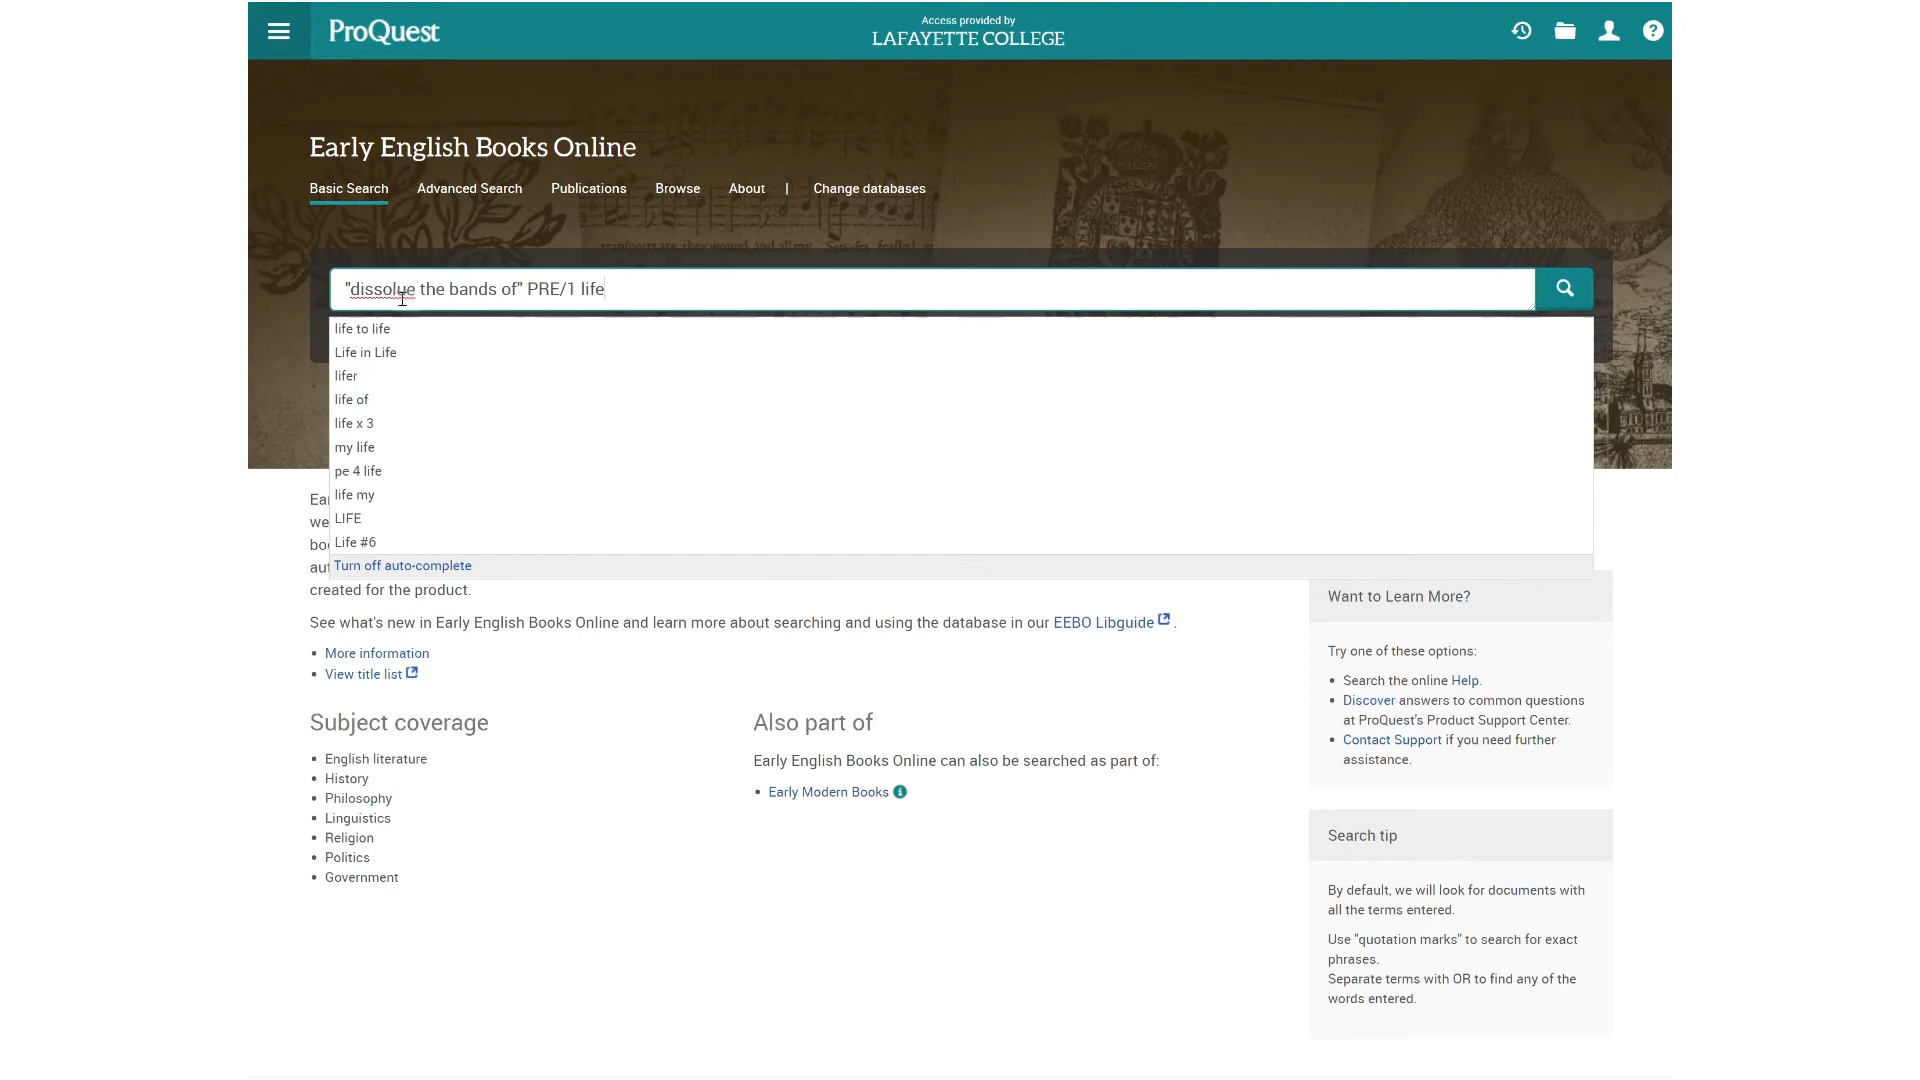 ProQuest
Access provided by
LAFAYETTE COLLEGE
Early English Books Online
Basic Search Advanced Search Publications Browse About | Change databases
"dissolue the bands of" PRE/1 life
life to life
Life in Life
lifer
life of
life x 3
my life
pe 4 life
life my
LIFE
Life #6
Turn off auto-complete
created for the product.
See what's new in Early English Books Online and learn more about searching and using the database in our EEBO Libguide .
• More information
• View title list
Subject coverage
• English literature
• History
• Philosophy
• Linguistics
• Religion
• Politics
• Government
Also part of
Early English Books Online can also be searched as part of:
• Early Modern Books
Want to Learn More?
Try one of these options:
• Search the online Help.
• Discover answers to common questions
at ProQuest's Product Support Center.
• Contact Support if you need further
assistance.
Search tip
By default, we will look for documents with
all the terms entered.
Use "quotation marks" to search for exact
phrases.
Separate terms with OR to find any of the
words entered.